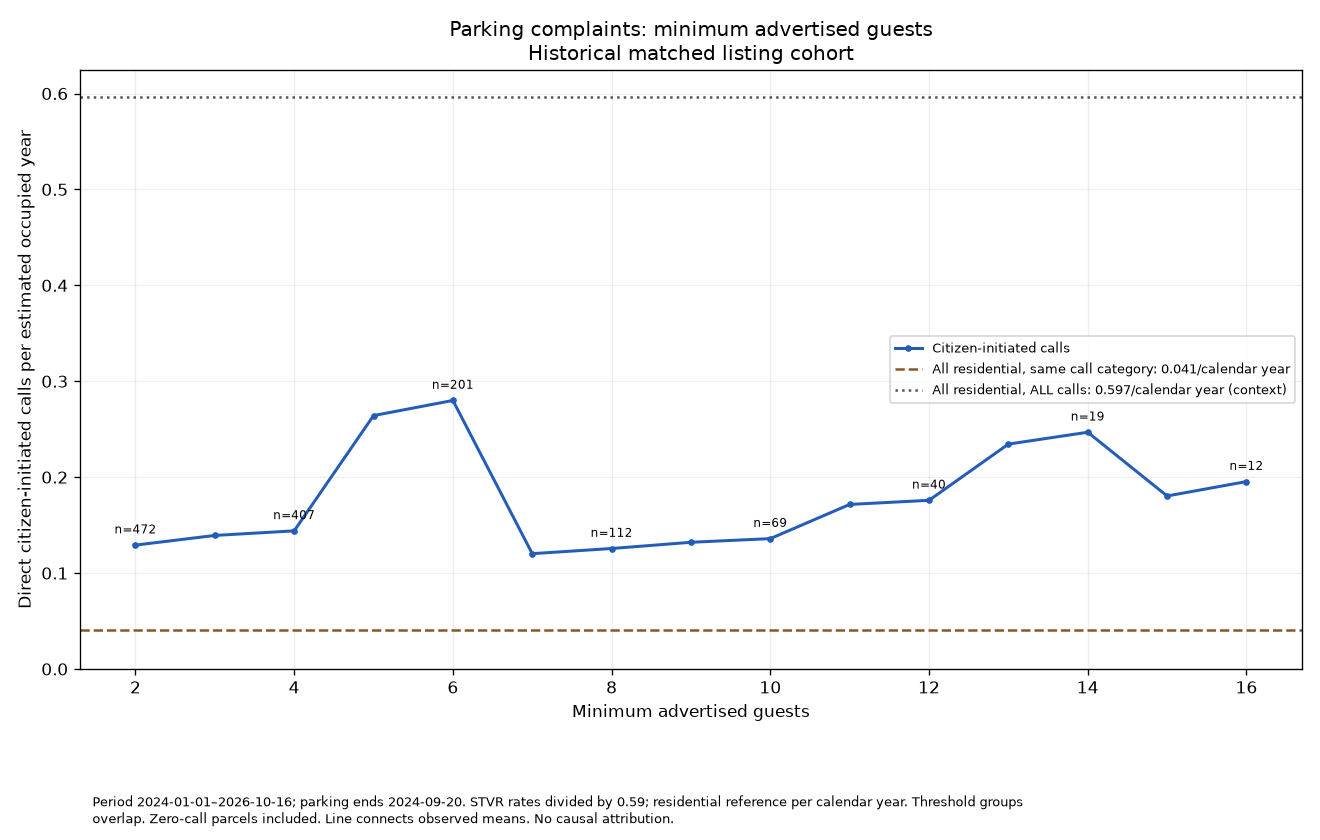 Parking complaints: minimum advertised guests
Historical matched listing cohort
Direct citizen-initiated calls per estimated occupied year
0.6
0.5
0.4
0.3
0.2
0.1
0.0
n=472
n=407
n=201
n=112
n=69
n=40
n=19
n=12
Citizen-initiated calls
All residential, same call category: 0.041/calendar year
All residential, ALL calls: 0.597/calendar year (context)
2 4 6 8 10 12 14 16
Minimum advertised guests
Period 2024-01-01–2026-10-16; parking ends 2024-09-20. STVR rates divided by 0.59; residential reference per calendar year. Threshold groups
overlap. Zero-call parcels included. Line connects observed means. No causal attribution.